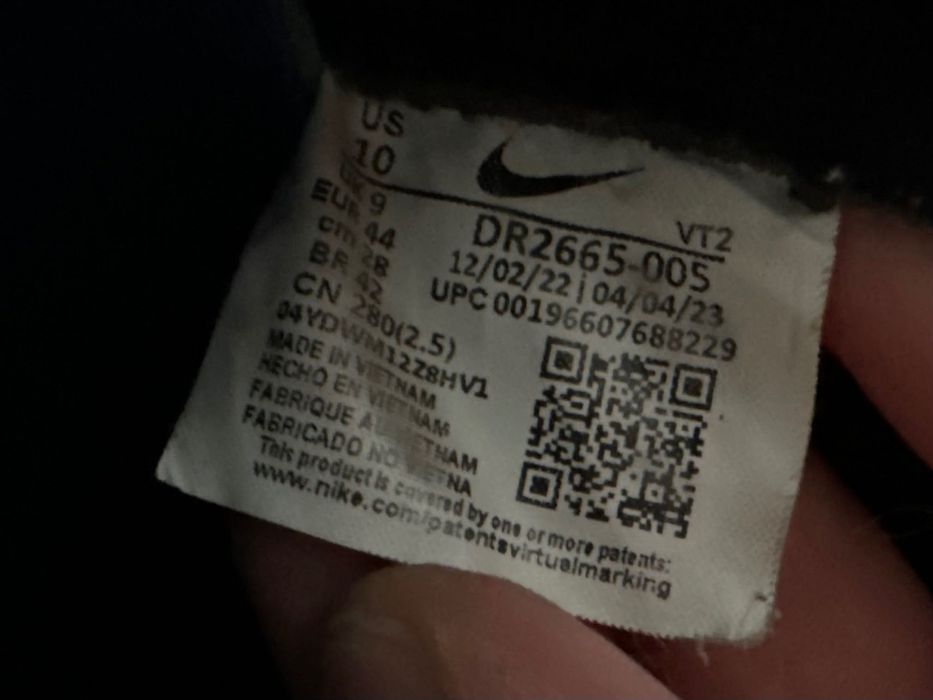 US
10
UK 9
EUR 44
cm 28
BR 42
CN 280(2.5)
VT2
DR2665-005
12/02/22 | 04/04/23
UPC 00196607688229
04YDWM12Z8HV1
MADE IN VIETNAM
HECHO EN VIETNAM
FABRIQUE AU VIETNAM
FABRICADO NO VIETNA
This product is covered by one or more patents:
www.nike.com/patentsvirtualmarking